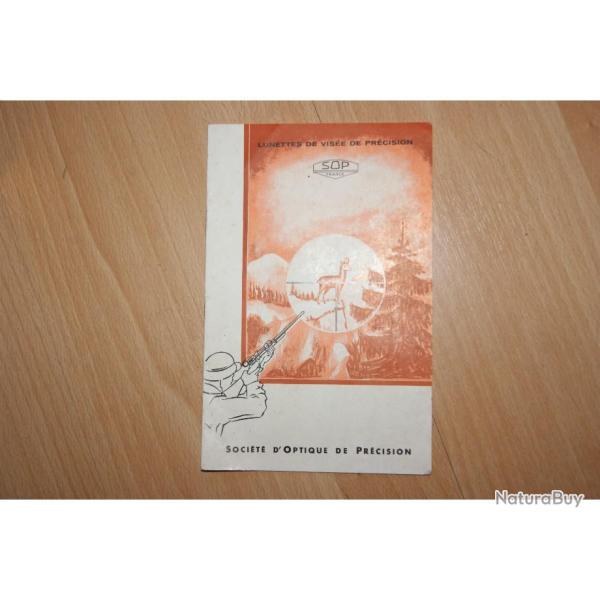 LUNETTES DE VISÉE DE PRÉCISION
SOP
FRANCE
SOCIÉTÉ D'OPTIQUE DE PRÉCISION
NaturaBuy